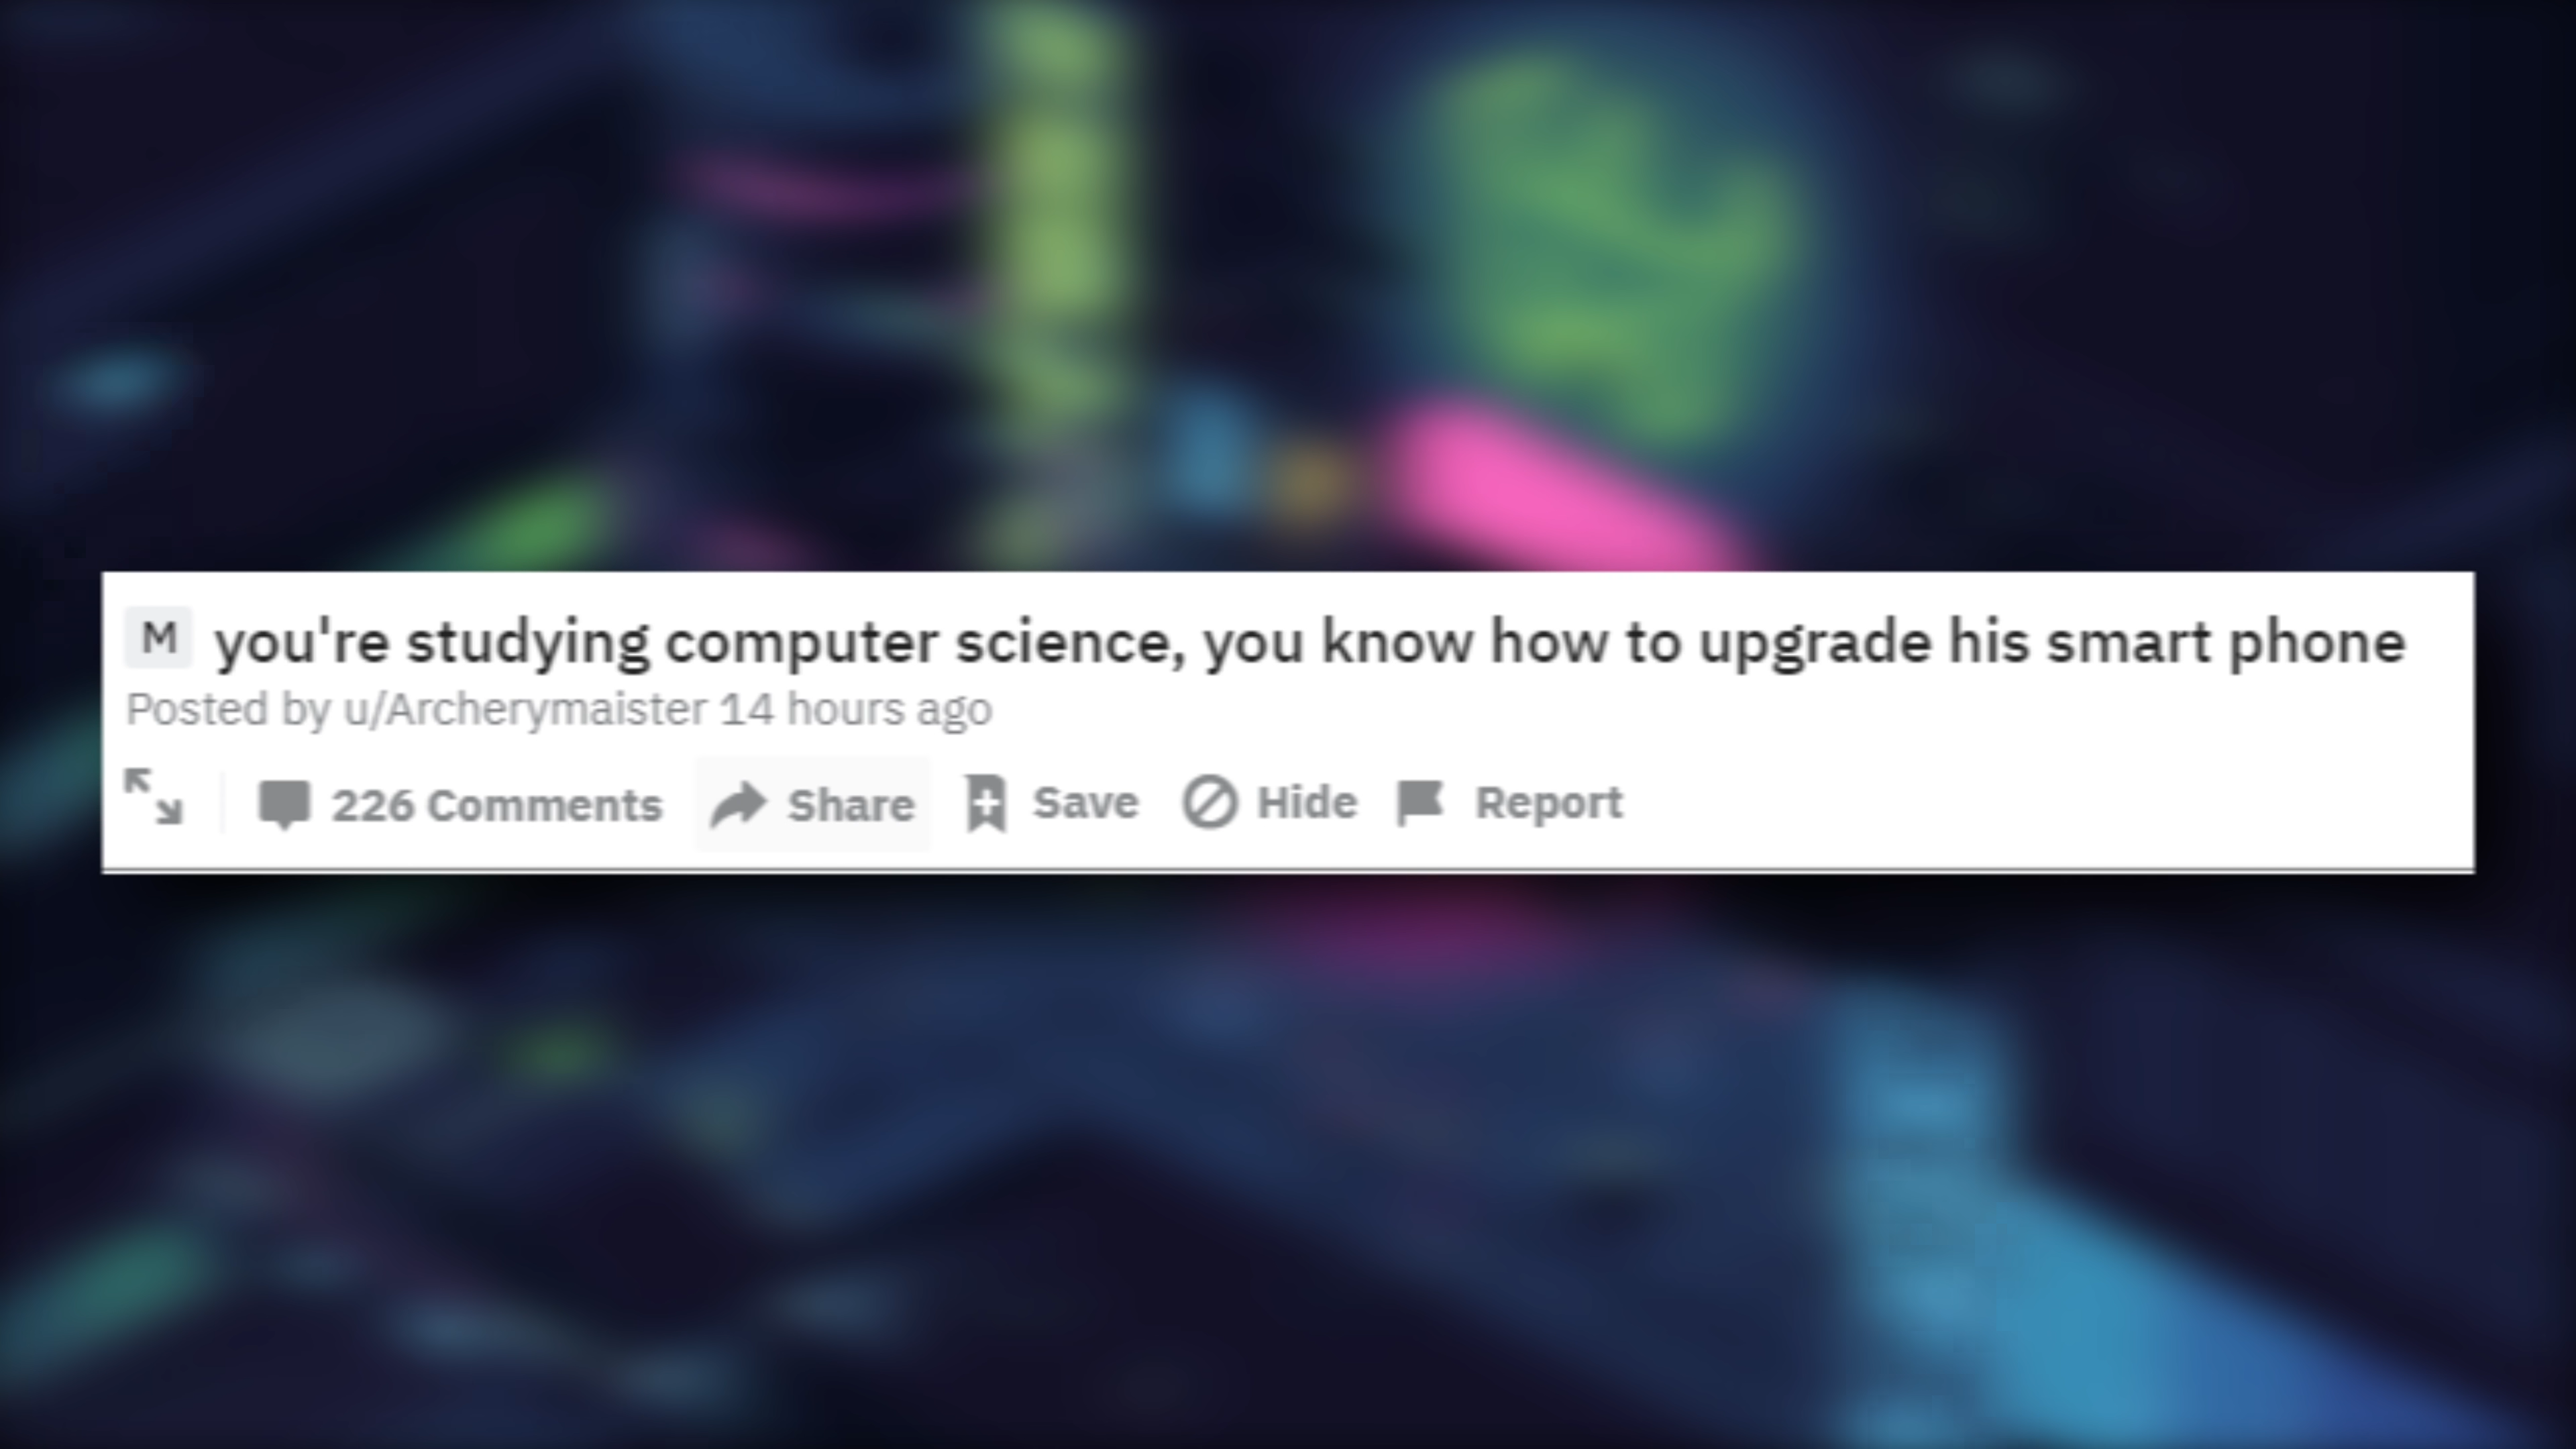 M you're studying computer science, you know how to upgrade his smart phone
Posted by u/Archerymaister 14 hours ago
226 Comments Share Save Hide Report